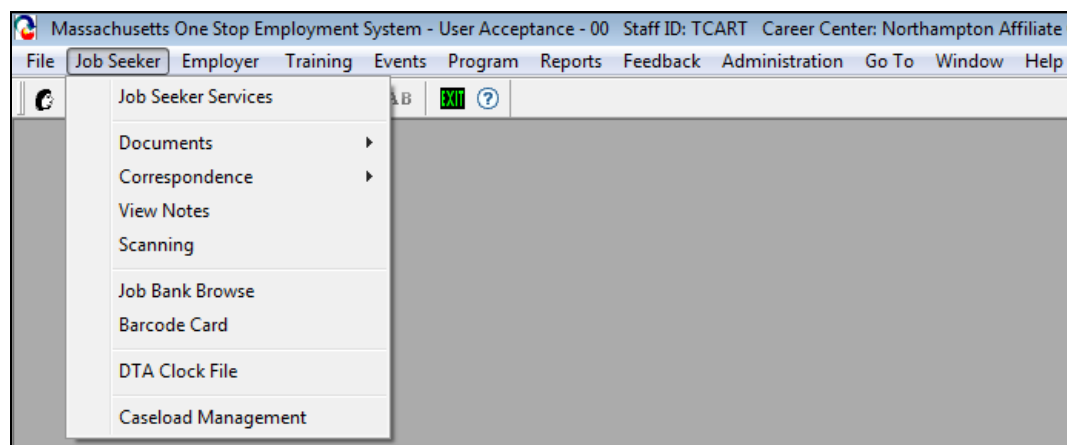 Massachusetts One Stop Employment System - User Acceptance - 00 Staff ID: TCART Career Center: Northampton Affiliate
File Job Seeker Employer Training Events Program Reports Feedback Administration Go To Window Help
AB EXIT ?
Job Seeker Services
Documents
Correspondence
View Notes
Scanning
Job Bank Browse
Barcode Card
DTA Clock File
Caseload Management